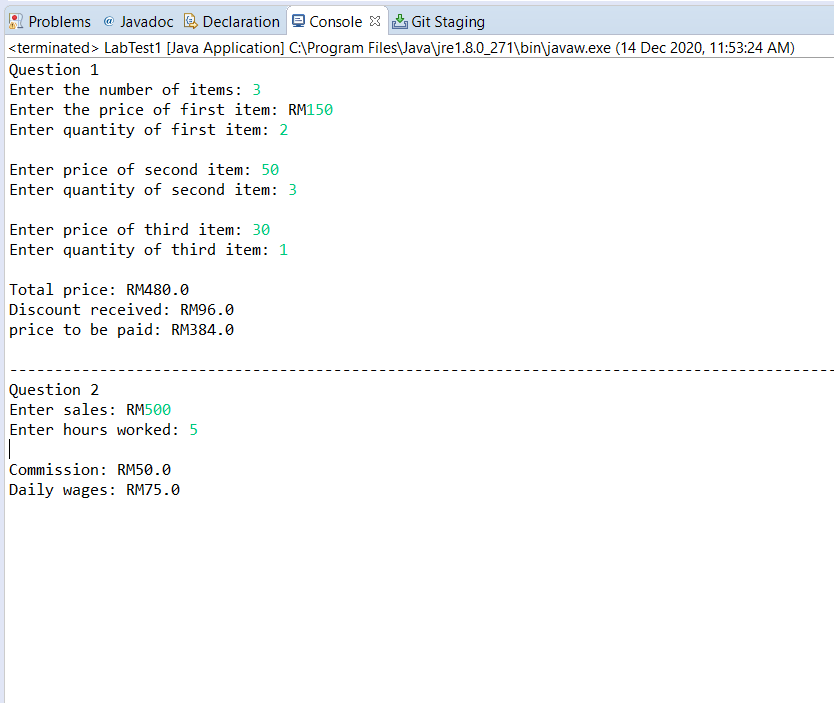 Problems @ Javadoc Declaration Console Git Staging
<terminated> LabTest1 [Java Application] C:\Program Files\Java\jre1.8.0_271\bin\javaw.exe (14 Dec 2020, 11:53:24 AM)
Question 1
Enter the number of items: 3
Enter the price of first item: RM150
Enter quantity of first item: 2
Enter price of second item: 50
Enter quantity of second item: 3
Enter price of third item: 30
Enter quantity of third item: 1
Total price: RM480.0
Discount received: RM96.0
price to be paid: RM384.0
--------------------------------------------------------------------------------------------
Question 2
Enter sales: RM500
Enter hours worked: 5
Commission: RM50.0
Daily wages: RM75.0